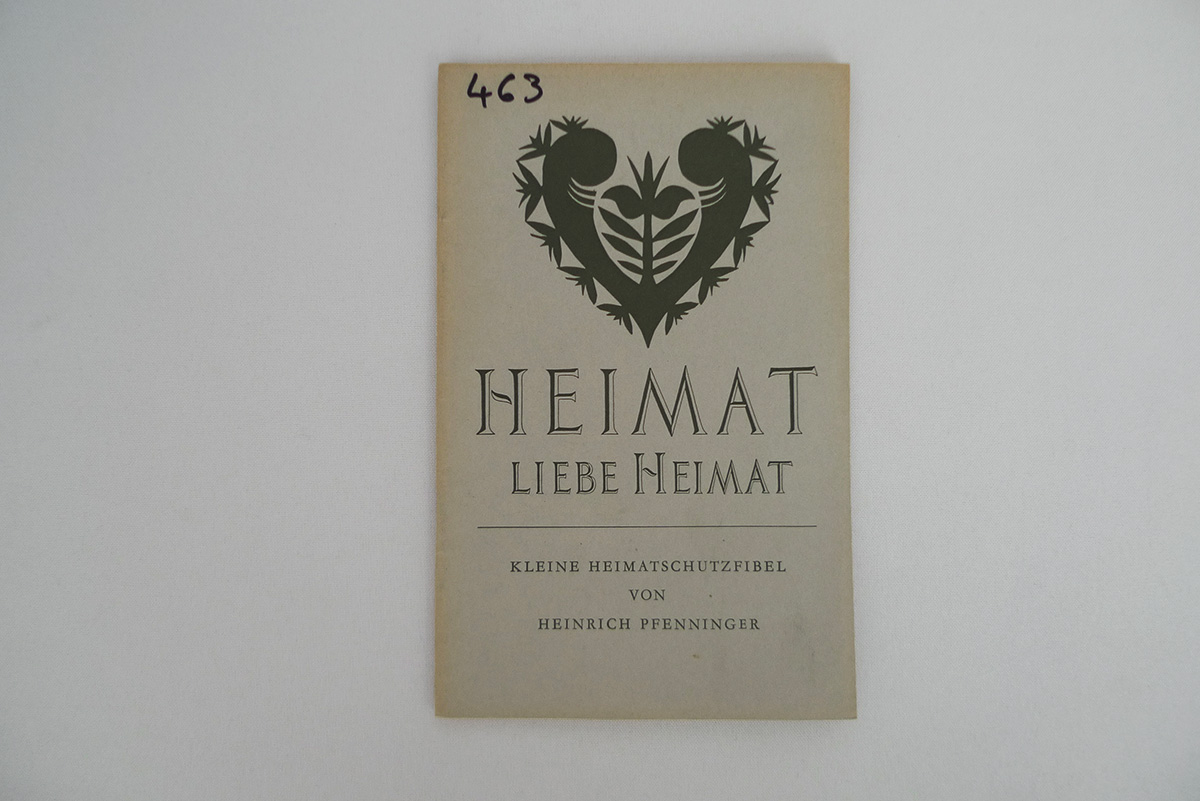 463
HEIMAT
LIEBE HEIMAT
KLEINE HEIMATSCHUTZFIBEL
VON
HEINRICH PFENNINGER